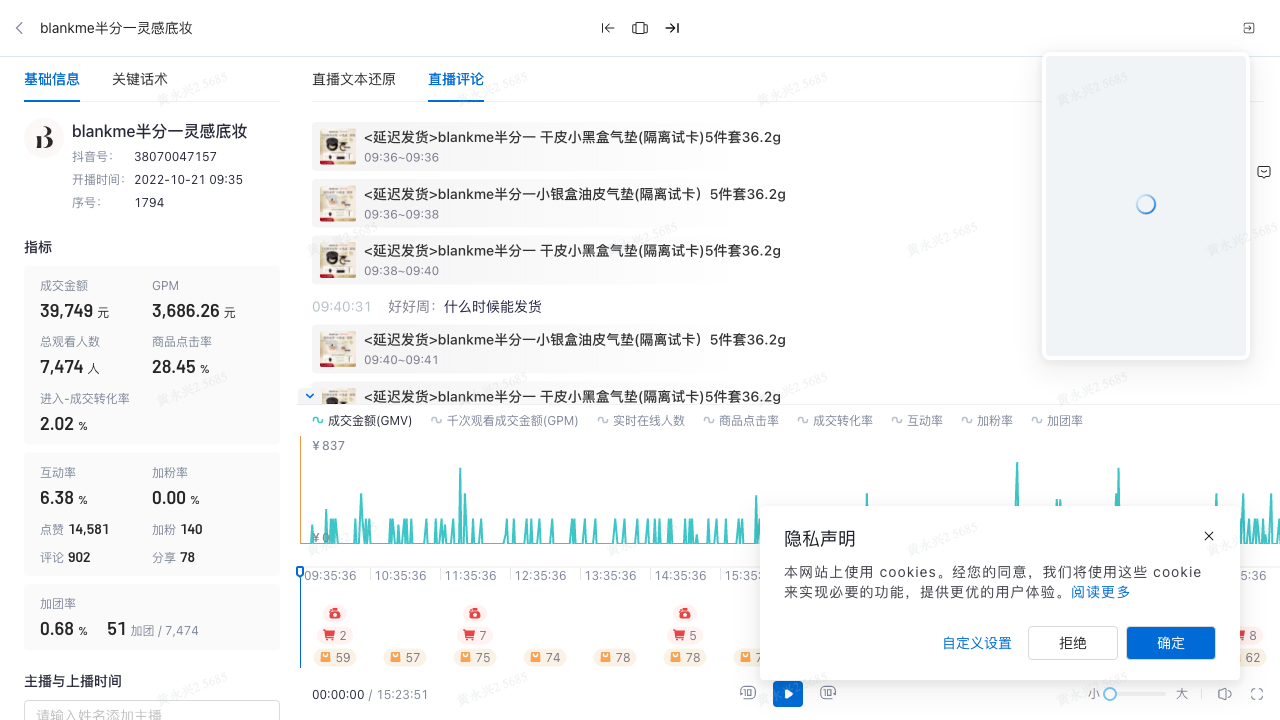 blankme半分一灵感底妆
基础信息
关键话术
直播文本还原
直播评论
blankme半分一灵感底妆
抖音号： 38070047157
开播时间： 2022-10-21 09:35
序号： 1794
指标
成交金额 GPM
39,749 元 3,686.26 元
总观看人数 商品点击率
7,474 人 28.45 %
进入-成交转化率
2.02 %
互动率 加粉率
6.38 % 0.00 %
点赞 14,581 加粉 140
评论 902 分享 78
加团率
0.68 % 51 加团 / 7,474
主播与上播时间
请输入姓名添加主播
<延迟发货>blankme半分一 干皮小黑盒气垫(隔离试卡)5件套36.2g
09:36~09:36
<延迟发货>blankme半分一小银盒油皮气垫(隔离试卡）5件套36.2g
09:36~09:38
<延迟发货>blankme半分一 干皮小黑盒气垫(隔离试卡)5件套36.2g
09:38~09:40
09:40:31 好好周： 什么时候能发货
<延迟发货>blankme半分一小银盒油皮气垫(隔离试卡）5件套36.2g
09:40~09:41
<延迟发货>blankme半分一 干皮小黑盒气垫(隔离试卡)5件套36.2g
成交金额(GMV) 千次观看成交金额(GPM) 实时在线人数 商品点击率 成交转化率 互动率 加粉率 加团率
¥ 837
¥ 0
09:35:36 10:35:36 11:35:36 12:35:36 13:35:36 14:35:36 15:35:
5:36
2 7 5 8
59 57 75 74 78 78 7 62
00:00:00 / 15:23:51
10 10
小 大
隐私声明
本网站上使用 cookies。经您的同意，我们将使用这些 cookie
来实现必要的功能，提供更优的用户体验。阅读更多
自定义设置 拒绝 确定
黄永兴2 5685